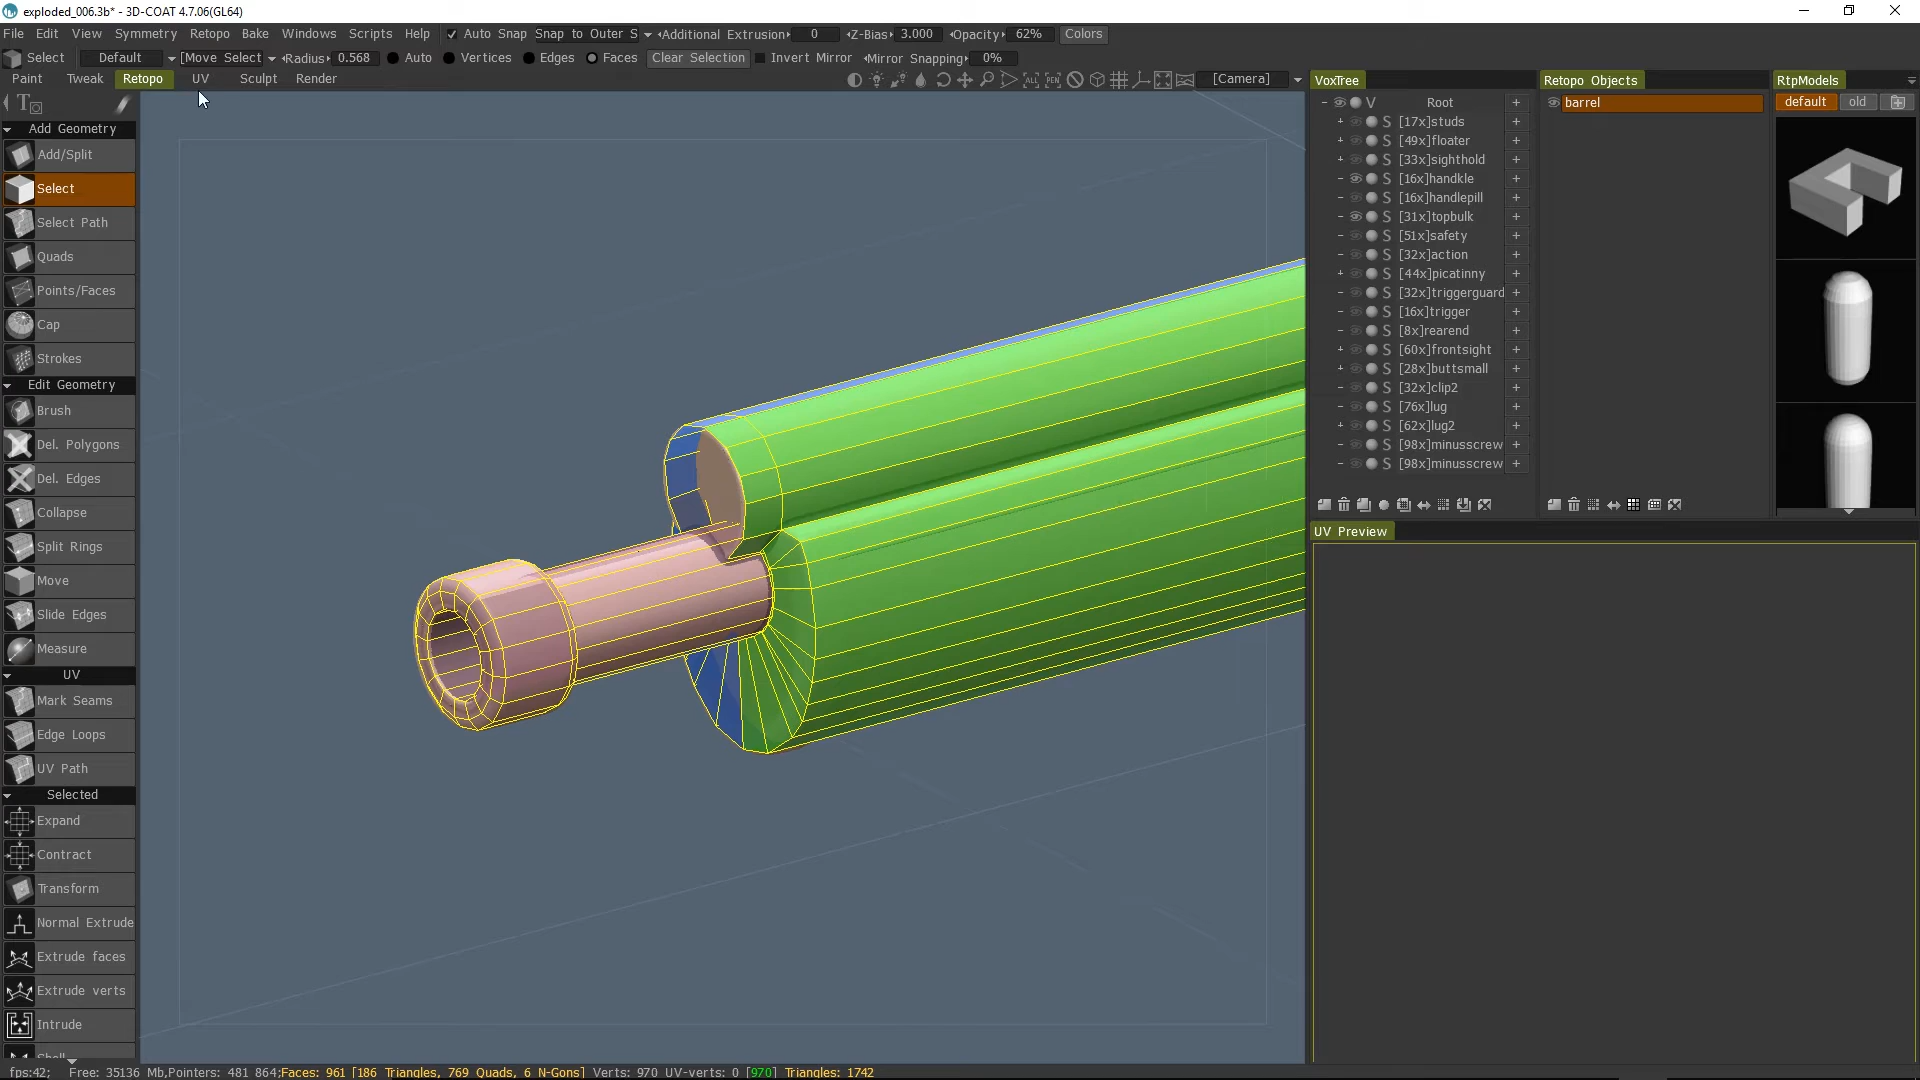 exploded_006.3b* - 3D-COAT 4.7.06(GL64)
File Edit View Symmetry Retopo Bake Windows Scripts Help Auto Snap Snap to Outer S Additional Extrusion 0 Z-Bias 3.000 Opacity 62% Colors
Select Default [Move Select Radius 0.568 Auto Vertices Edges Faces Clear Selection Invert Mirror Mirror Snapping 0%
Paint Tweak Retopo UV Sculpt Render [Camera]
Add Geometry
Add/Split
Select
Select Path
Quads
Points/Faces
Cap
Strokes
Edit Geometry
Brush
Del. Polygons
Del. Edges
Collapse
Split Rings
Move
Slide Edges
Measure
UV
Mark Seams
Edge Loops
UV Path
Selected
Expand
Contract
Transform
Normal Extrude
Extrude faces
Extrude verts
Intrude
Shell
VoxTree
V Root +
+ S [17x]studs +
+ S [49x]floater +
+ S [33x]sighthold +
- S [16x]handkle +
- S [16x]handlepill +
- S [31x]topbulk +
- S [51x]safety +
- S [32x]action +
+ S [44x]picatinny +
- S [32x]triggerguard +
- S [16x]trigger +
- S [8x]rearend +
+ S [60x]frontsight +
+ S [28x]buttsmall +
- S [32x]clip2 +
- S [76x]lug +
+ S [62x]lug2 +
- S [98x]minusscrew +
- S [98x]minusscrew +
Retopo Objects
barrel
RtpModels
default old
UV Preview
fps:42; Free: 35136 Mb,Pointers: 481 864;Faces: 961 [186 Triangles, 769 Quads, 6 N-Gons] Verts: 970 UV-verts: 0 [970] Triangles: 1742